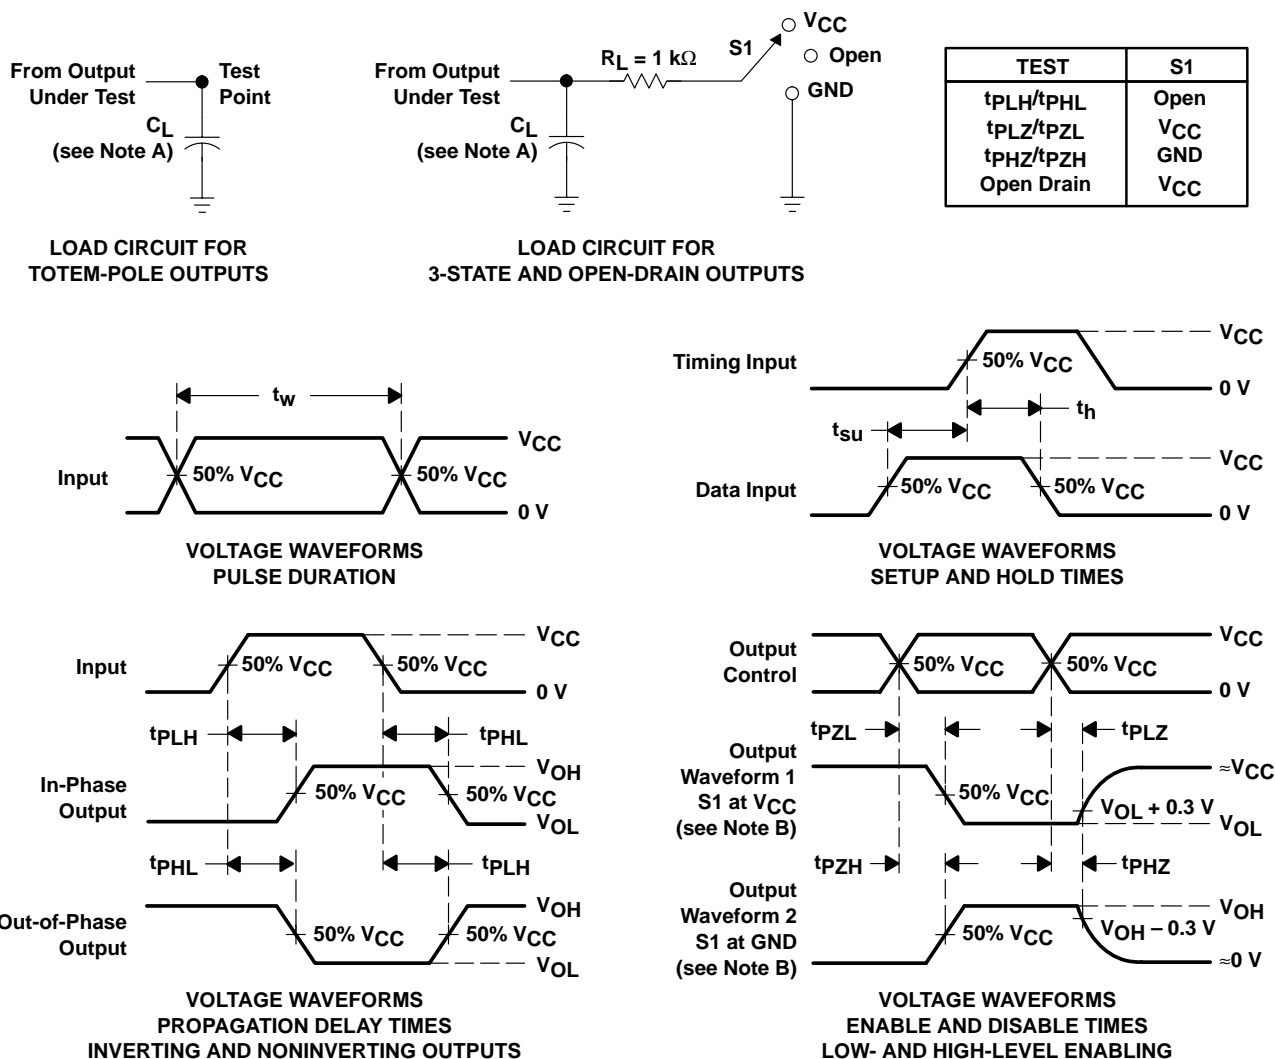 From Output
Under Test
Test
Point
CL
(see Note A)
LOAD CIRCUIT FOR
TOTEM-POLE OUTPUTS
From Output
Under Test
RL = 1 kΩ
S1
VCC
Open
GND
CL
(see Note A)
LOAD CIRCUIT FOR
3-STATE AND OPEN-DRAIN OUTPUTS
TEST S1
tPLH/tPHL Open
tPLZ/tPZL VCC
tPHZ/tPZH GND
Open Drain VCC
tw
Input
50% VCC
50% VCC
VCC
0 V
VOLTAGE WAVEFORMS
PULSE DURATION
Timing Input
50% VCC
VCC
0 V
th
tsu
Data Input
50% VCC
50% VCC
VCC
0 V
VOLTAGE WAVEFORMS
SETUP AND HOLD TIMES
Input
50% VCC
50% VCC
VCC
0 V
tPLH
tPHL
In-Phase
Output
50% VCC
50% VCC
VOH
VOL
tPHL
tPLH
Out-of-Phase
Output
50% VCC
50% VCC
VOH
VOL
VOLTAGE WAVEFORMS
PROPAGATION DELAY TIMES
INVERTING AND NONINVERTING OUTPUTS
Output
Control
50% VCC
50% VCC
VCC
0 V
tPZL
tPLZ
Output
Waveform 1
S1 at VCC
(see Note B)
50% VCC
≈VCC
VOL + 0.3 V
VOL
tPZH
tPHZ
Output
Waveform 2
S1 at GND
(see Note B)
50% VCC
VOH
VOH − 0.3 V
≈0 V
VOLTAGE WAVEFORMS
ENABLE AND DISABLE TIMES
LOW- AND HIGH-LEVEL ENABLING